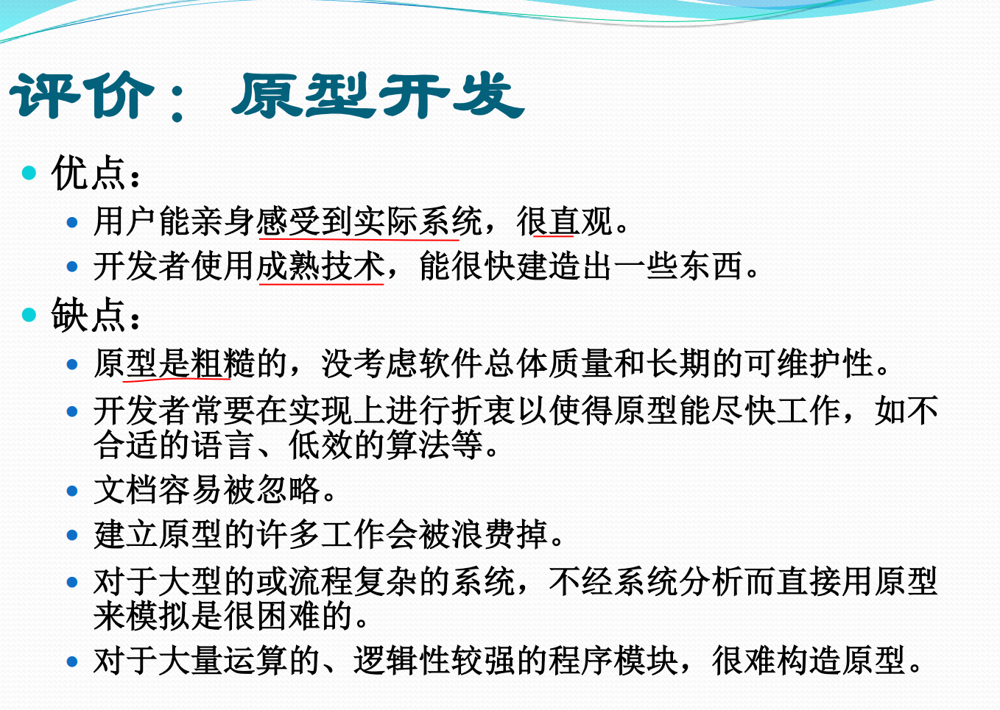 评价：原型开发
优点：
用户能亲身感受到实际系统，很直观。
开发者使用成熟技术，能很快建造出一些东西。
缺点：
原型是粗糙的，没考虑软件总体质量和长期的可维护性。
开发者常要在实现上进行折衷以使得原型能尽快工作，如不
合适的语言、低效的算法等。
文档容易被忽略。
建立原型的许多工作会被浪费掉。
对于大型的或流程复杂的系统，不经系统分析而直接用原型
来模拟是很困难的。
对于大量运算的、逻辑性较强的程序模块，很难构造原型。